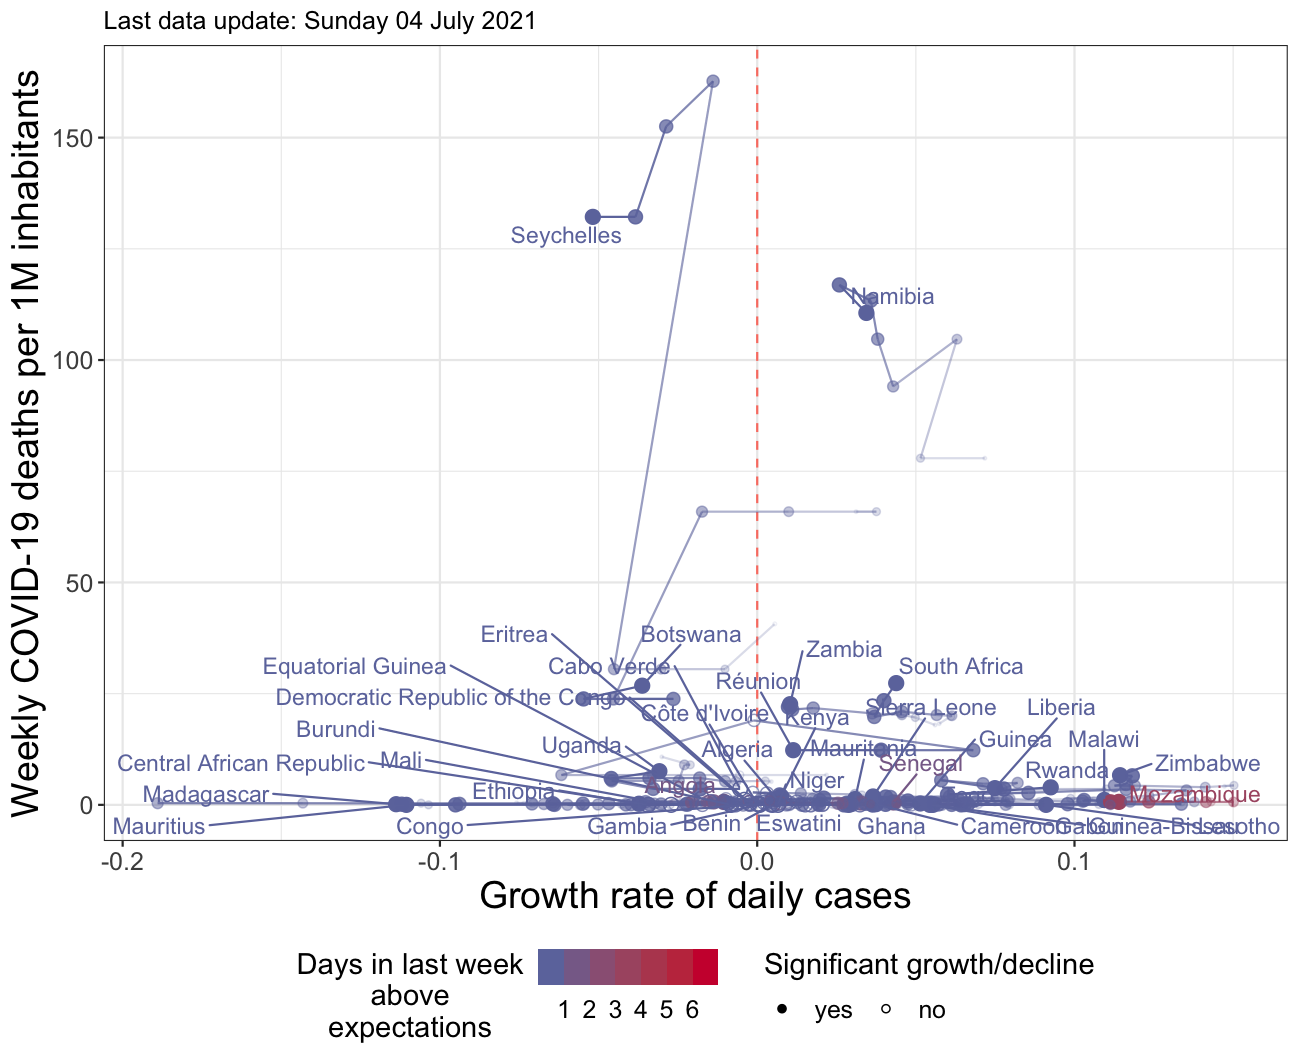 Last data update: Sunday 04 July 2021
Weekly COVID-19 deaths per 1M inhabitants
150
100
50
0
Seychelles
Namibia
Eritrea
Botswana
Zambia
Equatorial Guinea
Cabo Verde
South Africa
Réunion
Democratic Republic of the Congo
Côte d'Ivoire
Kenya
Sierra Leone
Liberia
Burundi
Uganda
Algeria
Mauritania
Guinea
Malawi
Central African Republic
Mali
Senegal
Rwanda
Zimbabwe
Madagascar
Ethiopia
Angola
Niger
Mozambique
Mauritius
Congo
Gambia
Benin
Eswatini
Ghana
Cameroon
Gabon
Guinea-Bissau
Lesotho
-0.2
-0.1
0.0
0.1
Growth rate of daily cases
Days in last week
above
expectations
1 2 3 4 5 6
Significant growth/decline
yes
no